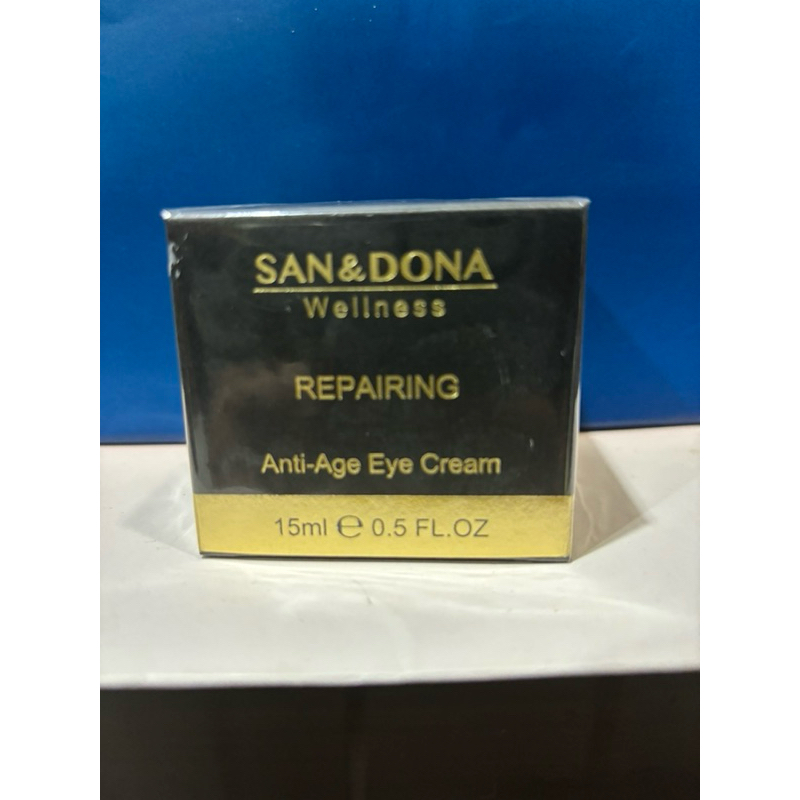 SAN&DONA
Wellness
REPAIRING
Anti-Age Eye Cream
15ml ℮ 0.5 FL.OZ